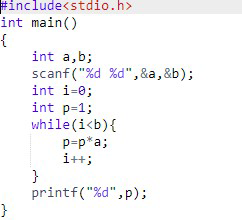 #include<stdio.h>
int main()
{
    int a,b;
    scanf("%d %d",&a,&b);
    int i=0;
    int p=1;
    while(i<b){
        p=p*a;
        i++;
    }
    printf("%d",p);
}